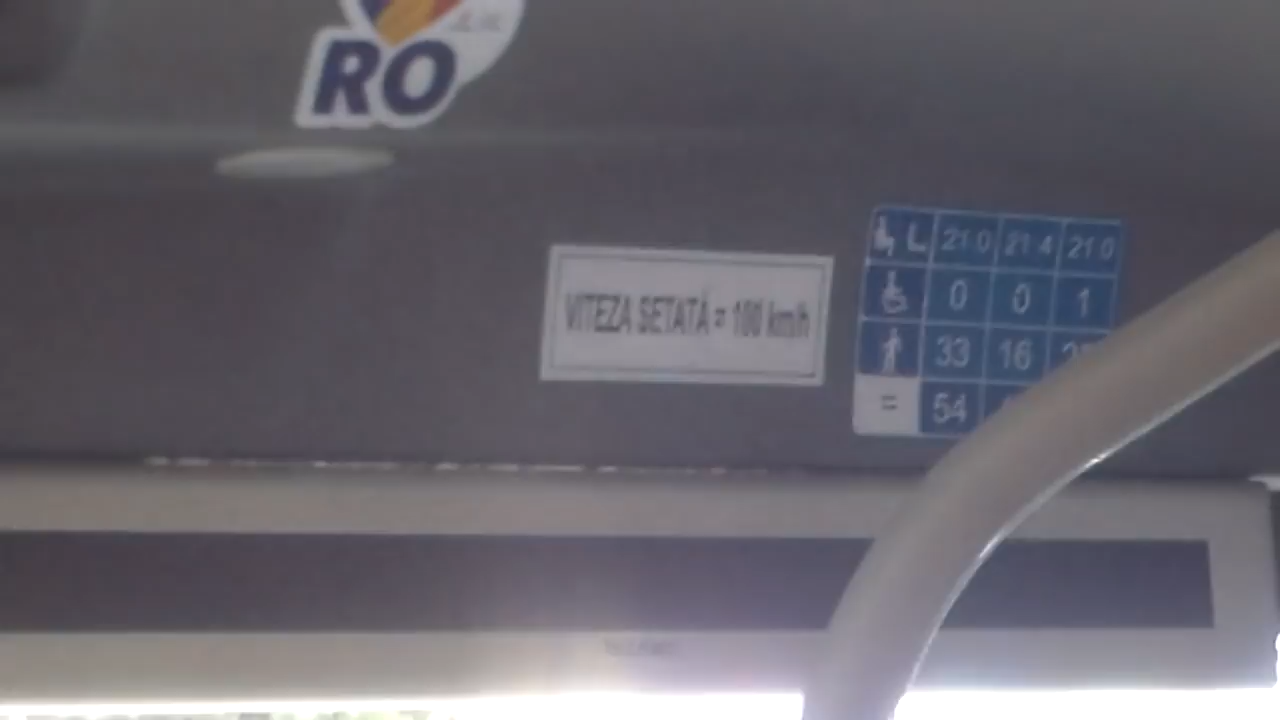 RO
VITEZA SETATĂ = 100 km/h
L 21 0 21 4 21 0
0 0 1
33 16
= 54